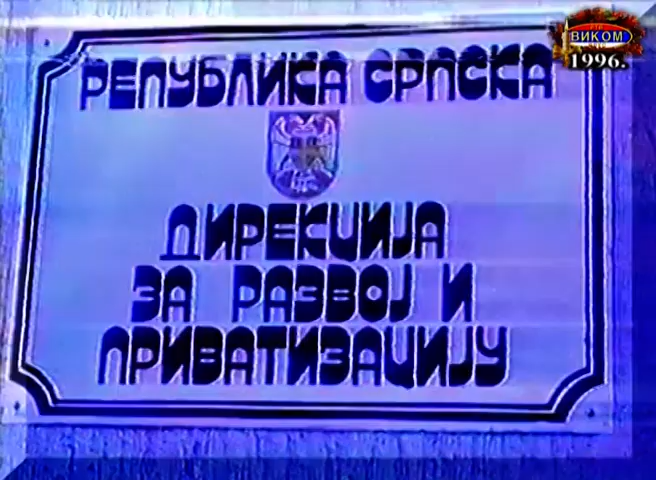 ВИКОМ
1996.
РЕПУБЛИКА СРПСКА
ДИРЕКЦИЈА
ЗА РАЗВОЈ И
ПРИВАТИЗАЦИЈУ